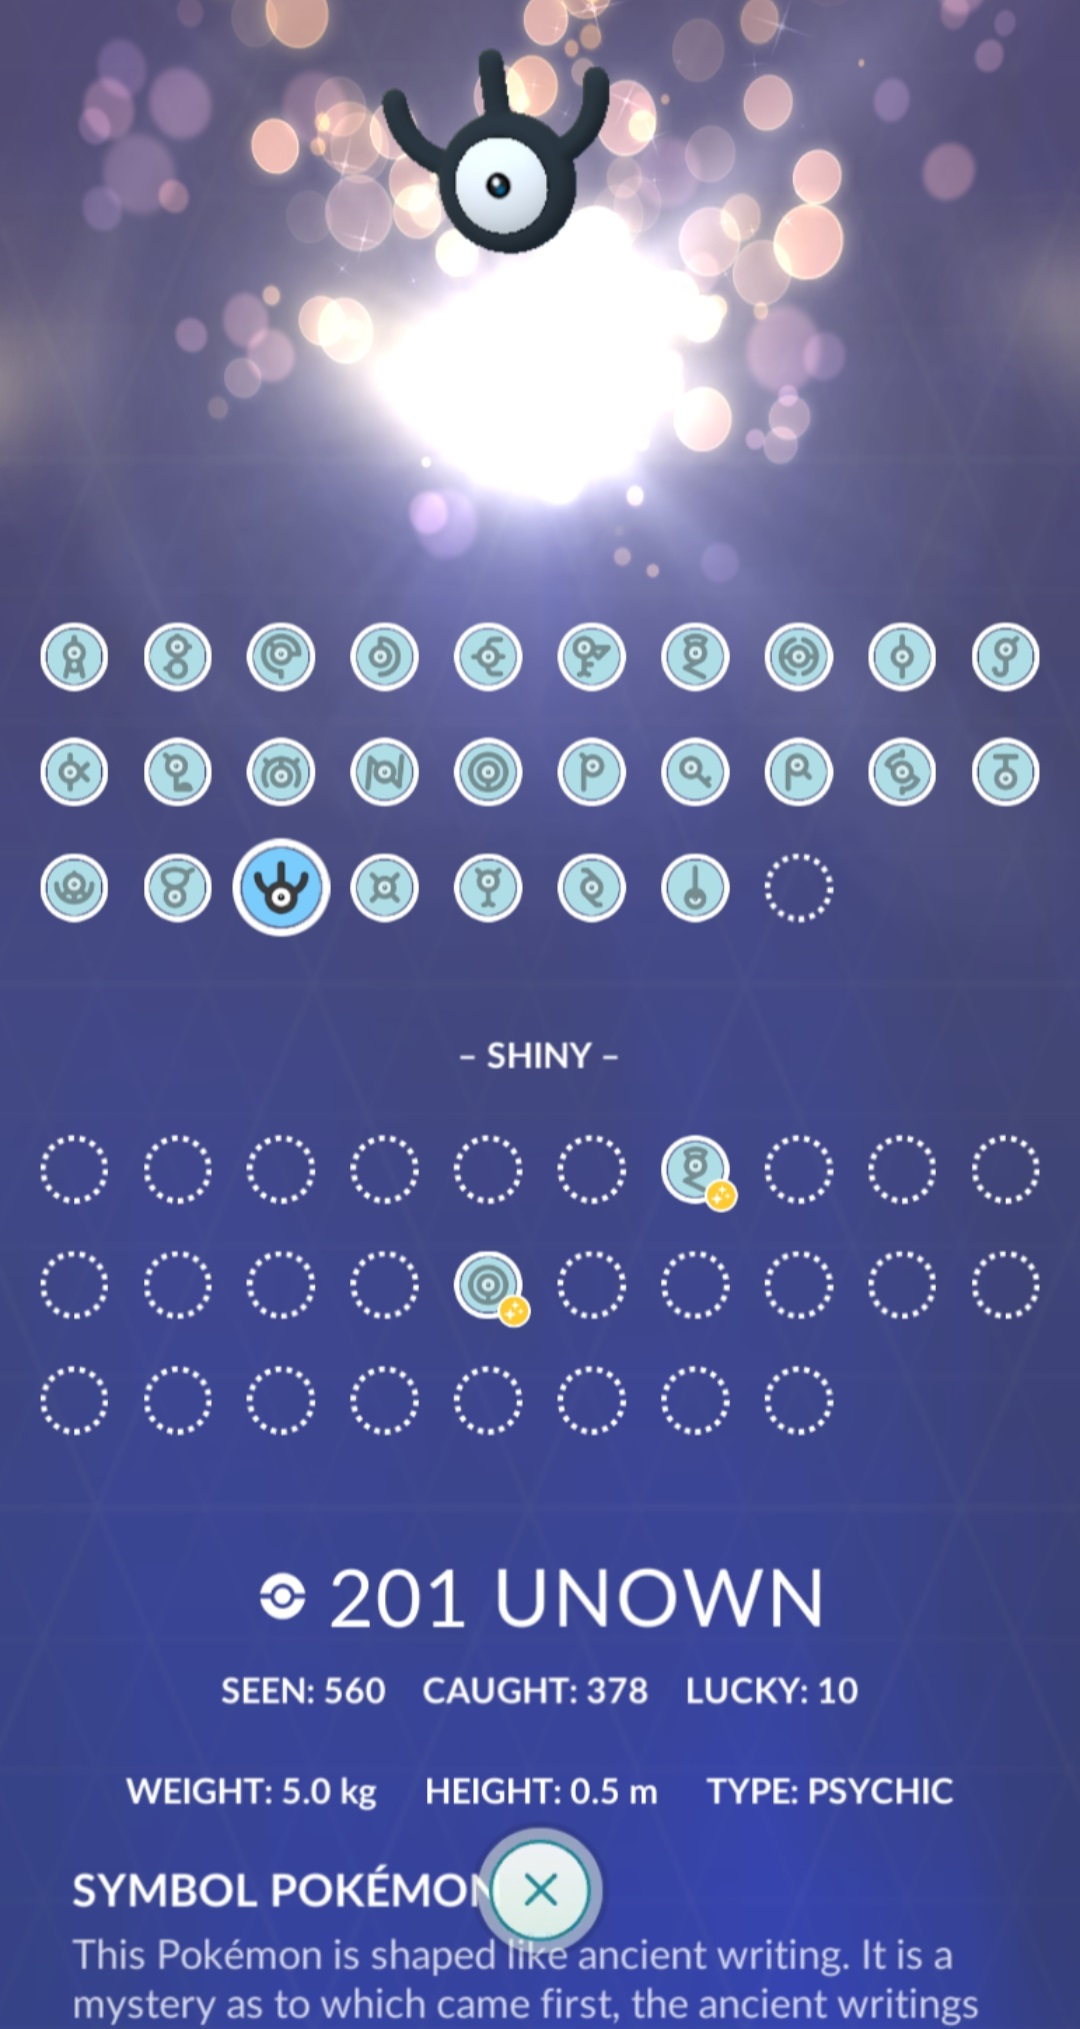 – SHINY –
201 UNOWN
SEEN: 560 CAUGHT: 378 LUCKY: 10
WEIGHT: 5.0 kg HEIGHT: 0.5 m TYPE: PSYCHIC
SYMBOL POKÉMON
This Pokémon is shaped like ancient writing. It is a
mystery as to which came first, the ancient writings